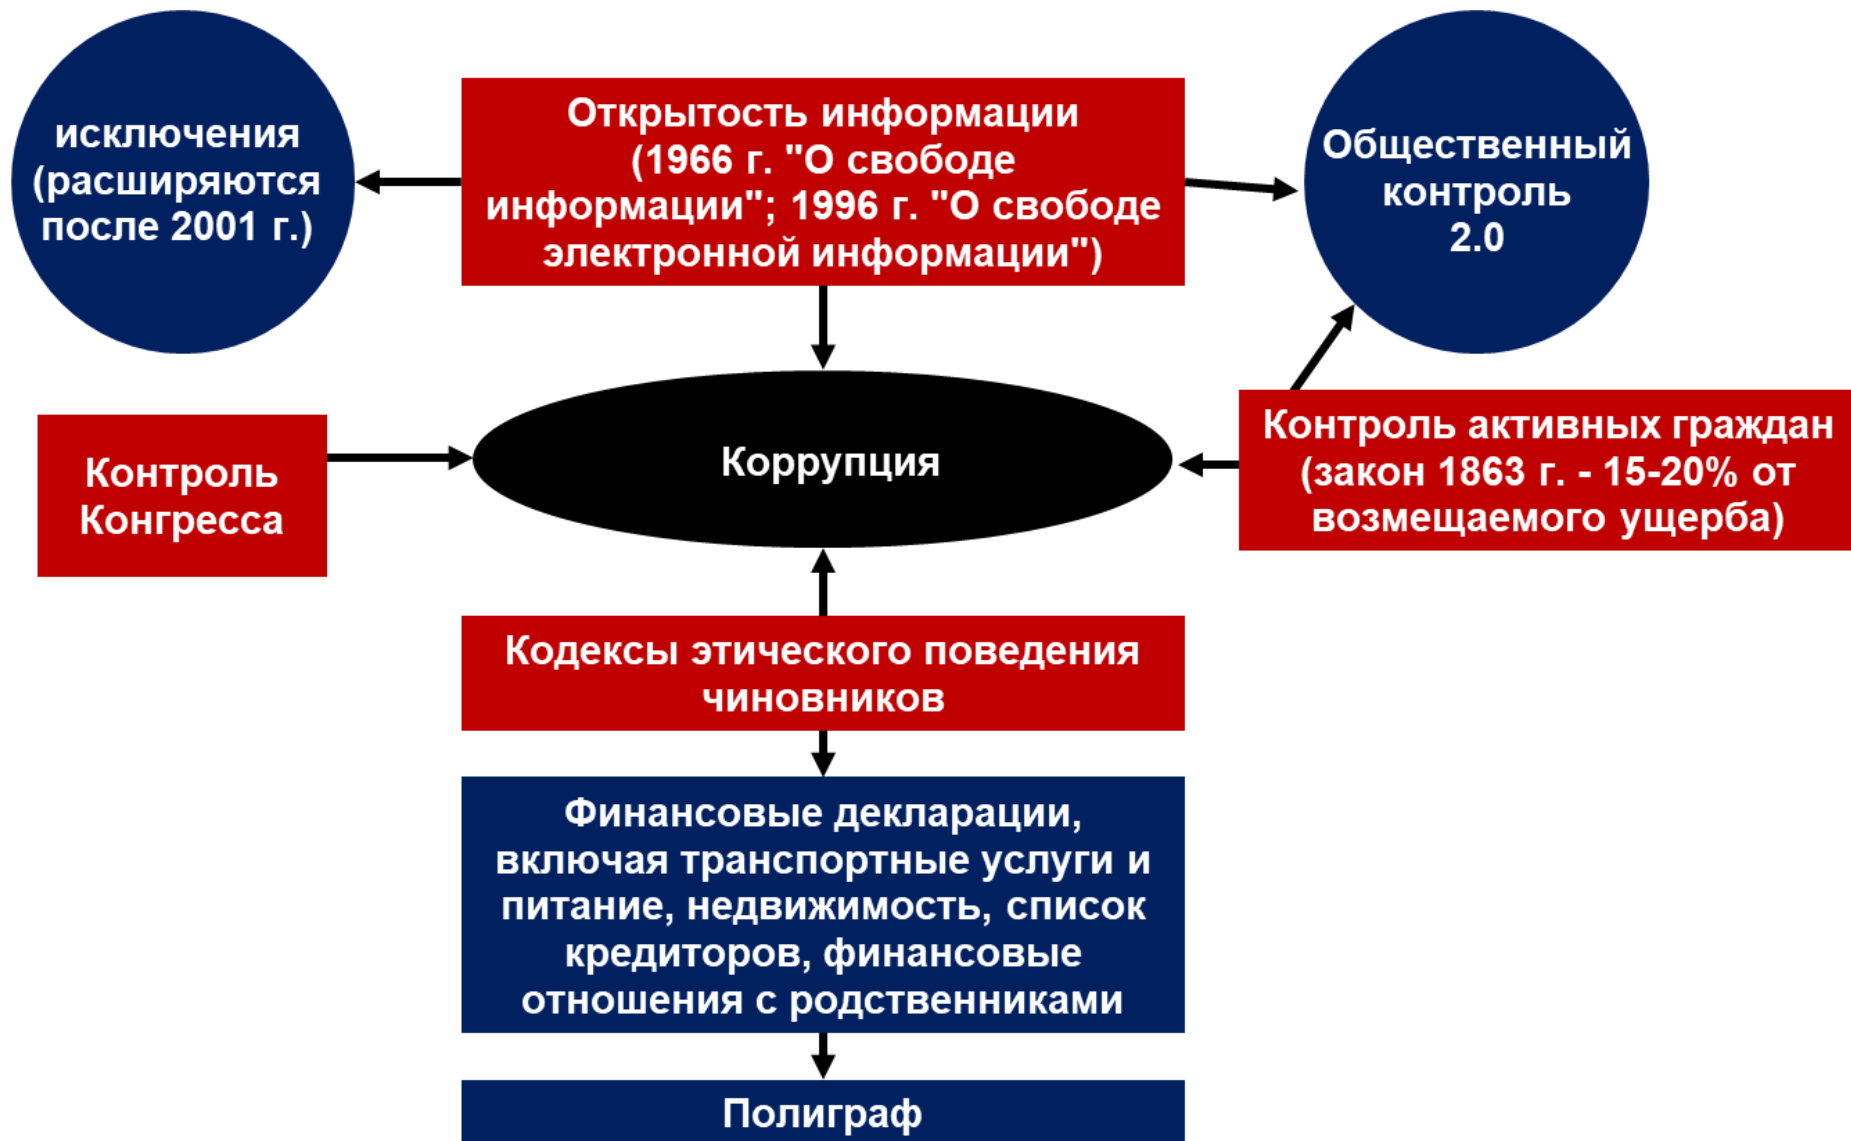 исключения
(расширяются
после 2001 г.)
Открытость информации
(1966 г. "О свободе
информации"; 1996 г. "О свободе
электронной информации")
Общественный
контроль
2.0
Контроль
Конгресса
Коррупция
Контроль активных граждан
(закон 1863 г. - 15-20% от
возмещаемого ущерба)
Кодексы этического поведения
чиновников
Финансовые декларации,
включая транспортные услуги и
питание, недвижимость, список
кредиторов, финансовые
отношения с родственниками
Полиграф